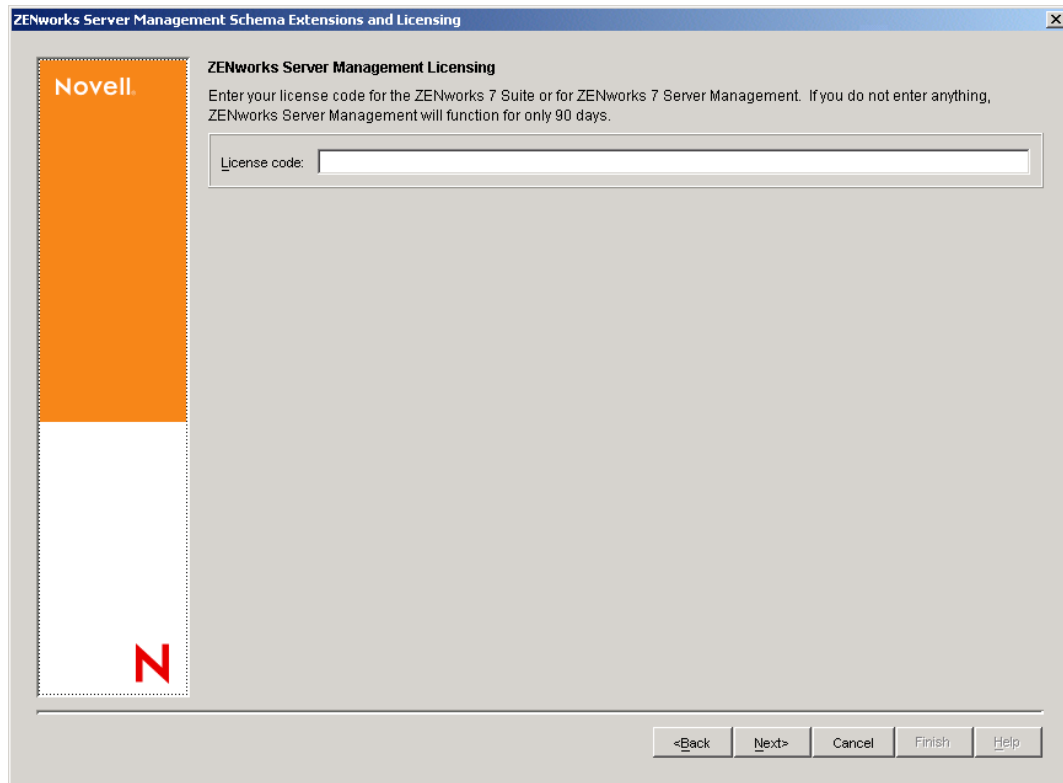 ZENworks Server Management Schema Extensions and Licensing
Novell.
ZENworks Server Management Licensing
Enter your license code for the ZENworks 7 Suite or for ZENworks 7 Server Management. If you do not enter anything,
ZENworks Server Management will function for only 90 days.
License code:
N
<Back Next> Cancel Finish Help